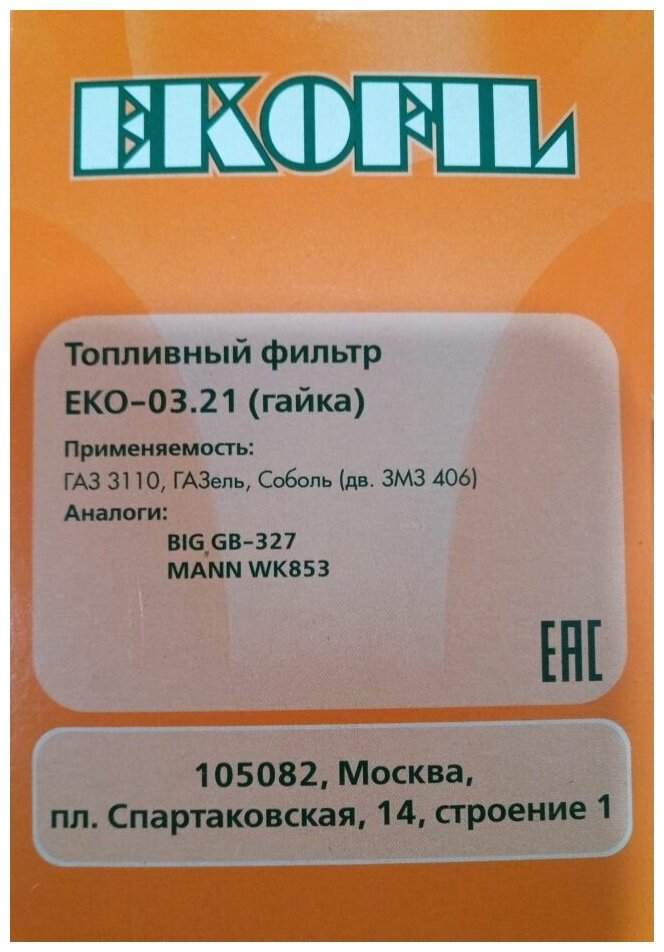 EKOFIL
Топливный фильтр
ЕКО-03.21 (гайка)
Применяемость:
ГАЗ 3110, ГАЗель, Соболь (дв. ЗМЗ 406)
Аналоги:
BIG GB-327
MANN WK853
EAC
105082, Москва,
пл. Спартаковская, 14, строение 1